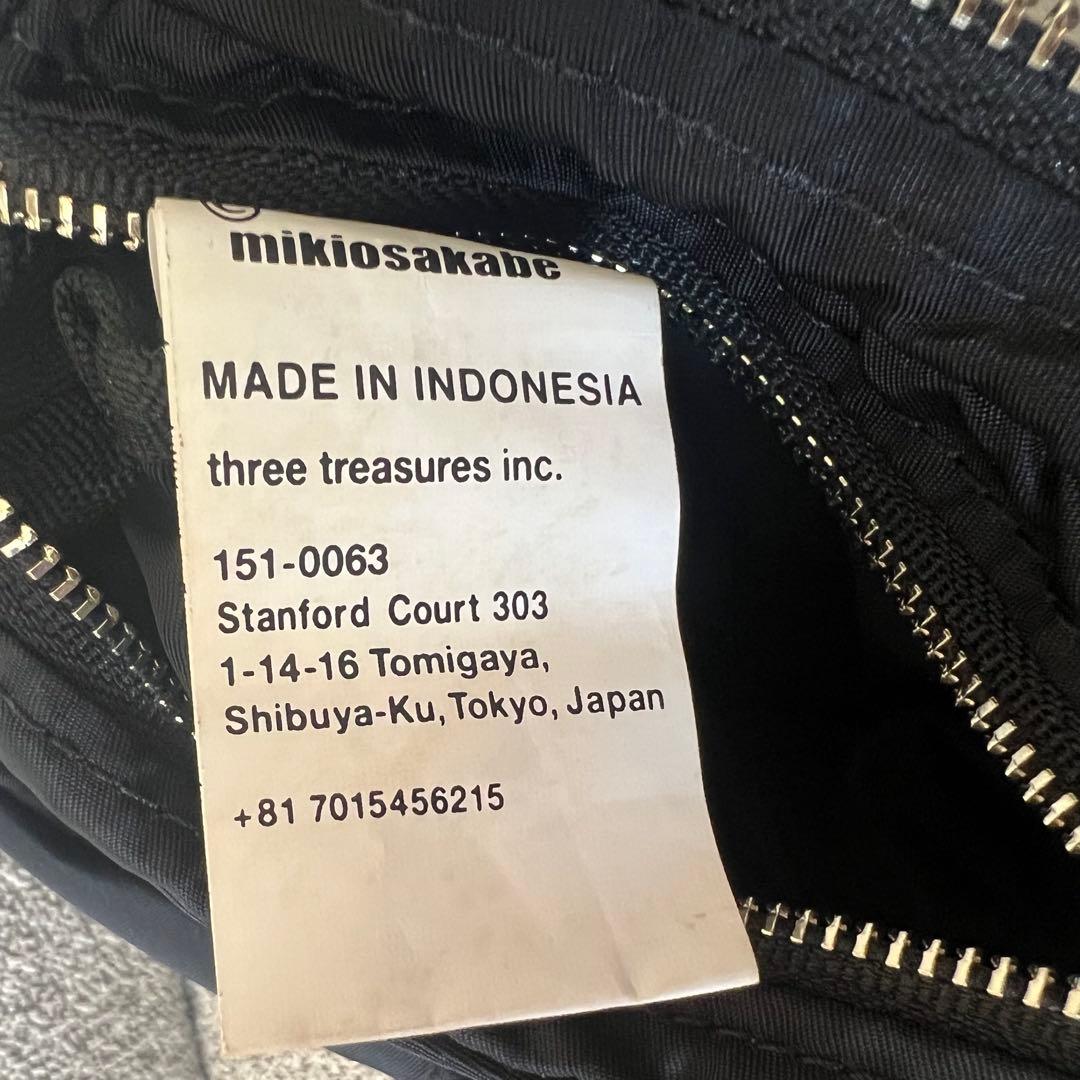 mikiosakabe
MADE IN INDONESIA
three treasures inc.
151-0063
Stanford Court 303
1-14-16 Tomigaya,
Shibuya-Ku, Tokyo, Japan
+81 7015456215